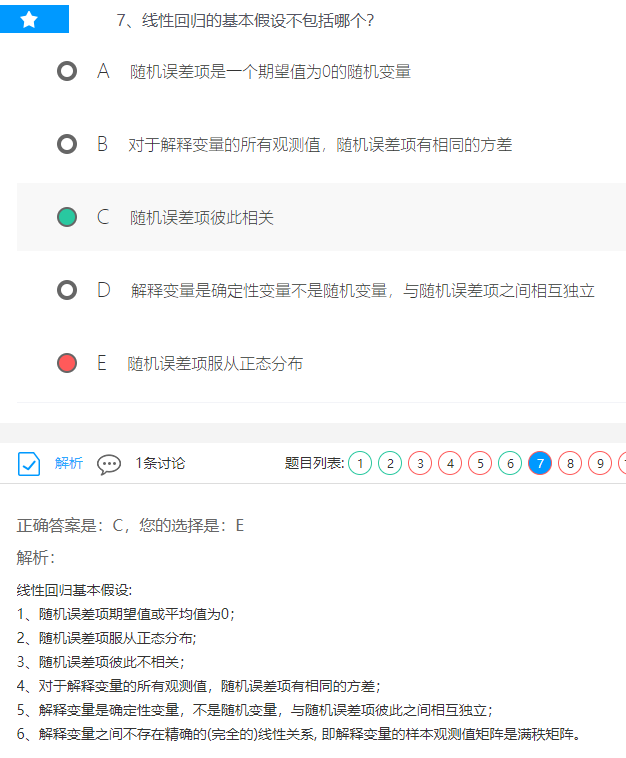 7、线性回归的基本假设不包括哪个?
A 随机误差项是一个期望值为0的随机变量
B 对于解释变量的所有观测值，随机误差项有相同的方差
C 随机误差项彼此相关
D 解释变量是确定性变量不是随机变量，与随机误差项之间相互独立
E 随机误差项服从正态分布
解析 1条讨论 题目列表: 1 2 3 4 5 6 7 8 9
正确答案是：C，您的选择是：E
解析：
线性回归基本假设:
1、随机误差项期望值或平均值为0；
2、随机误差项服从正态分布;
3、随机误差项彼此不相关；
4、对于解释变量的所有观测值，随机误差项有相同的方差；
5、解释变量是确定性变量，不是随机变量，与随机误差项彼此之间相互独立；
6、解释变量之间不存在精确的(完全的)线性关系, 即解释变量的样本观测值矩阵是满秩矩阵。